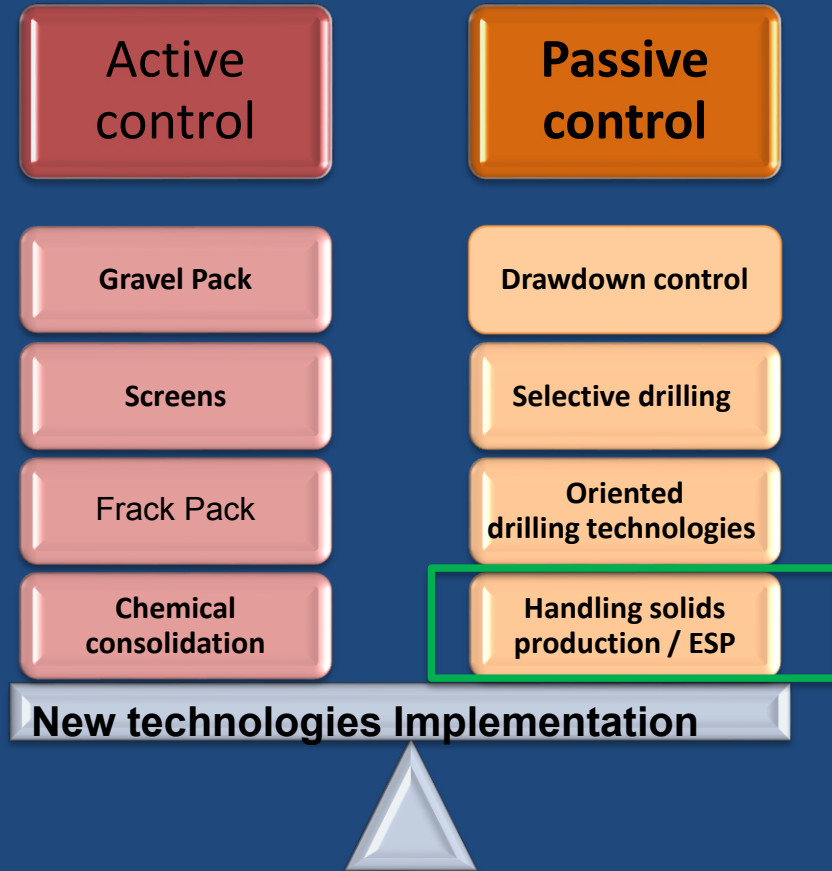 Active
control
Passive
control
Gravel Pack
Drawdown control
Screens
Selective drilling
Frack Pack
Oriented
drilling technologies
Chemical
consolidation
Handling solids
production / ESP
New technologies Implementation